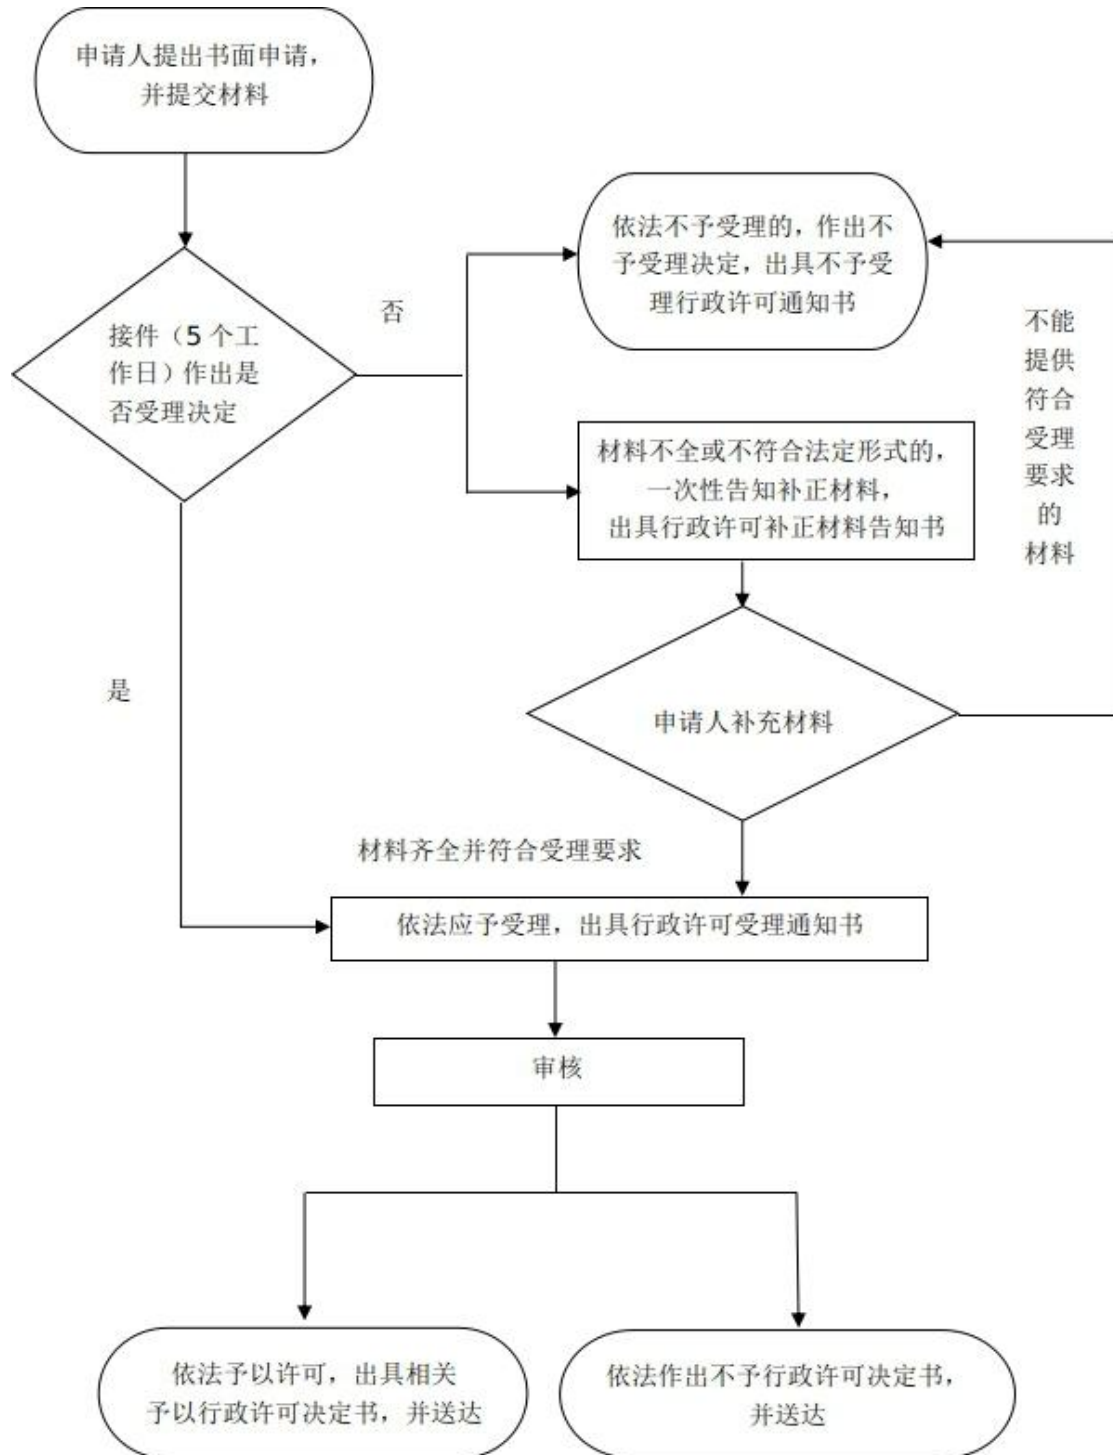 申请人提出书面申请，
并提交材料
依法不予受理的，作出不
予受理决定，出具不予受
理行政许可通知书
否
接件（5 个工
作日）作出是
否受理决定
不能
提供
符合
受理
要求
的
材料
材料不全或不符合法定形式的，
一次性告知补正材料，
出具行政许可补正材料告知书
是
申请人补充材料
材料齐全并符合受理要求
依法应予受理，出具行政许可受理通知书
审核
依法予以许可，出具相关
予以行政许可决定书，并送达
依法作出不予行政许可决定书，
并送达